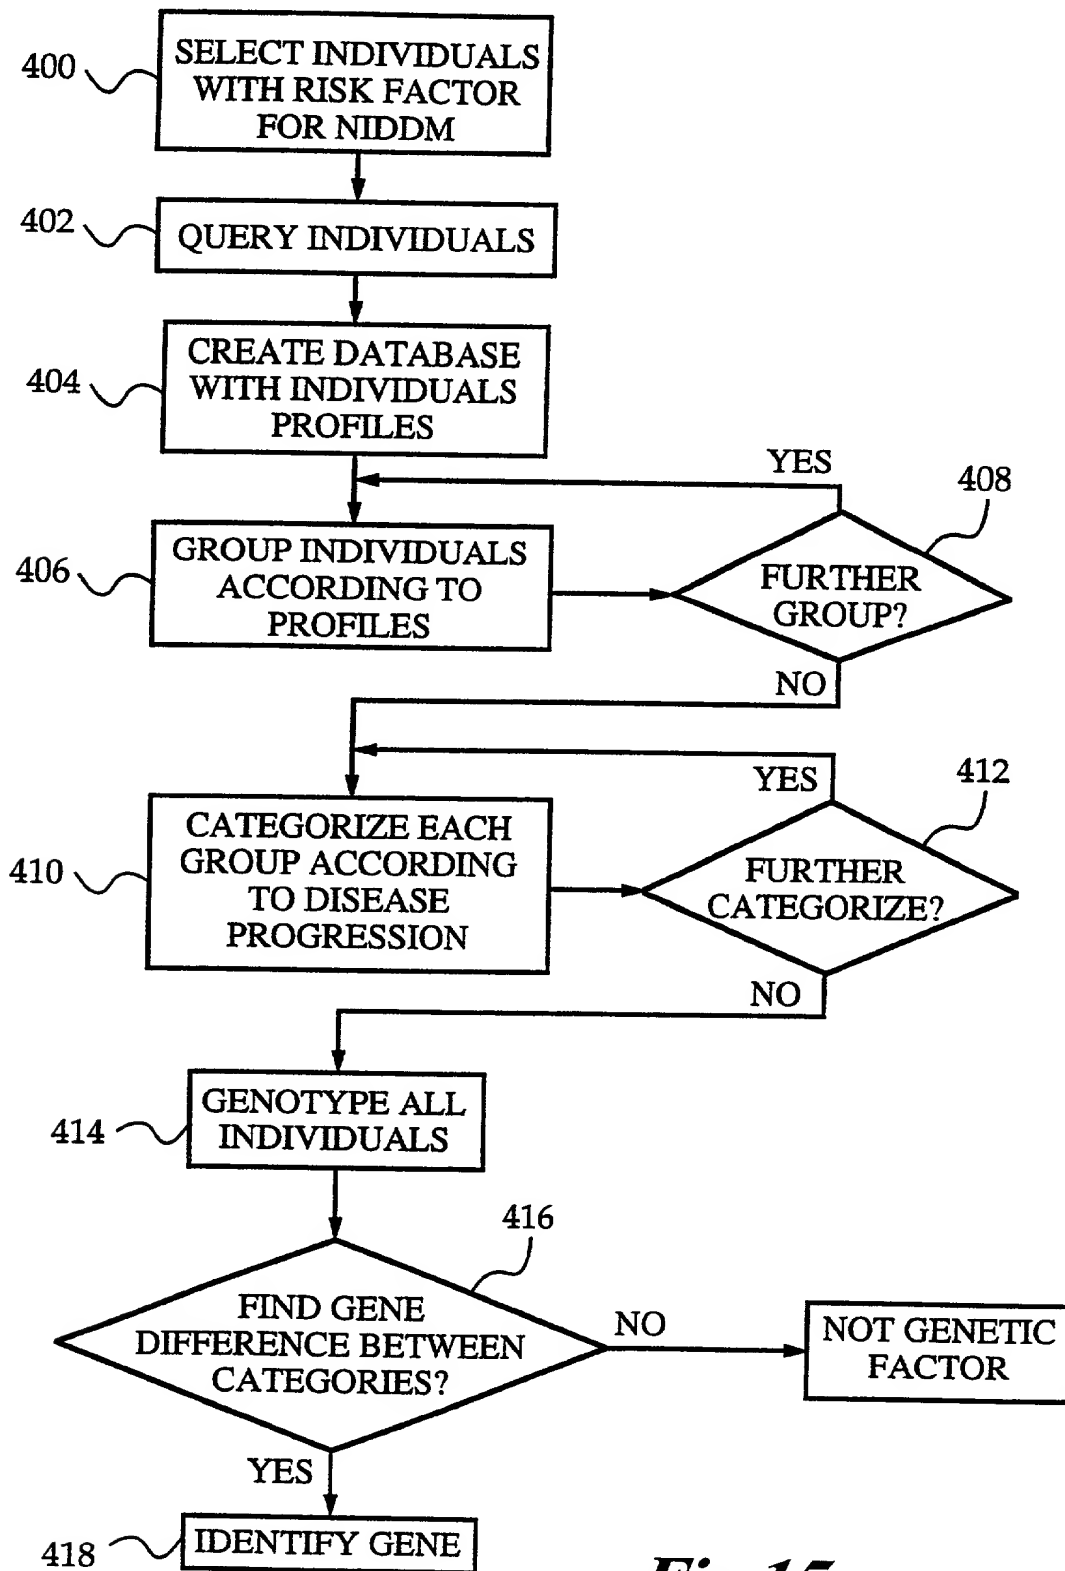 400
SELECT INDIVIDUALS
WITH RISK FACTOR
FOR NIDDM
402
QUERY INDIVIDUALS
404
CREATE DATABASE
WITH INDIVIDUALS
PROFILES
YES
408
406
GROUP INDIVIDUALS
ACCORDING TO
PROFILES
FURTHER
GROUP?
NO
YES
412
410
CATEGORIZE EACH
GROUP ACCORDING
TO DISEASE
PROGRESSION
FURTHER
CATEGORIZE?
NO
414
GENOTYPE ALL
INDIVIDUALS
416
FIND GENE
DIFFERENCE BETWEEN
CATEGORIES?
NO
NOT GENETIC
FACTOR
YES
418
IDENTIFY GENE